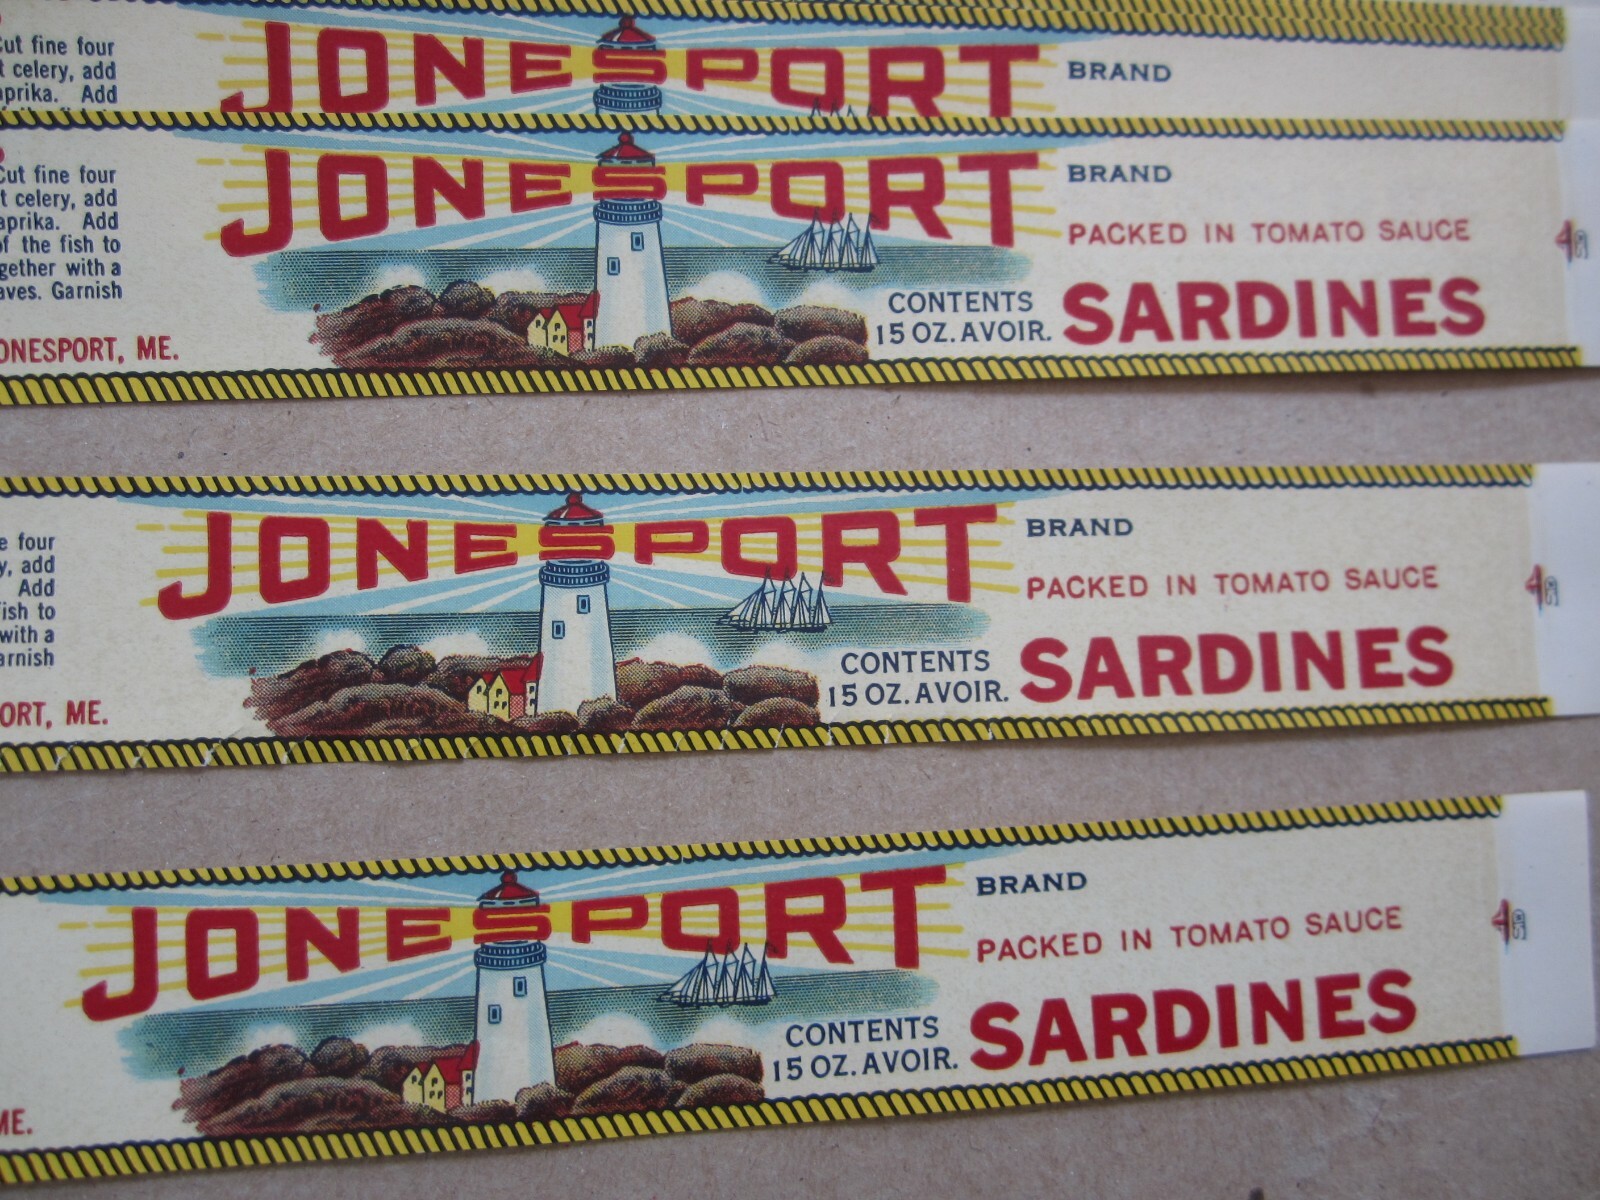 Cut fine four
celery, add
aprika. Add
JONESPORT
BRAND
Cut fine four
celery, add
aprika. Add
of the fish to
gether with a
aves. Garnish
ONESPORT, ME.
JONESPORT
BRAND
PACKED IN TOMATO SAUCE
CONTENTS
15 OZ. AVOIR.
SARDINES
four
add
Add
ish to
with a
arnish
ORT, ME.
JONESPORT
BRAND
PACKED IN TOMATO SAUCE
CONTENTS
15 OZ. AVOIR.
SARDINES
ME.
JONESPORT
BRAND
PACKED IN TOMATO SAUCE
CONTENTS
15 OZ. AVOIR.
SARDINES